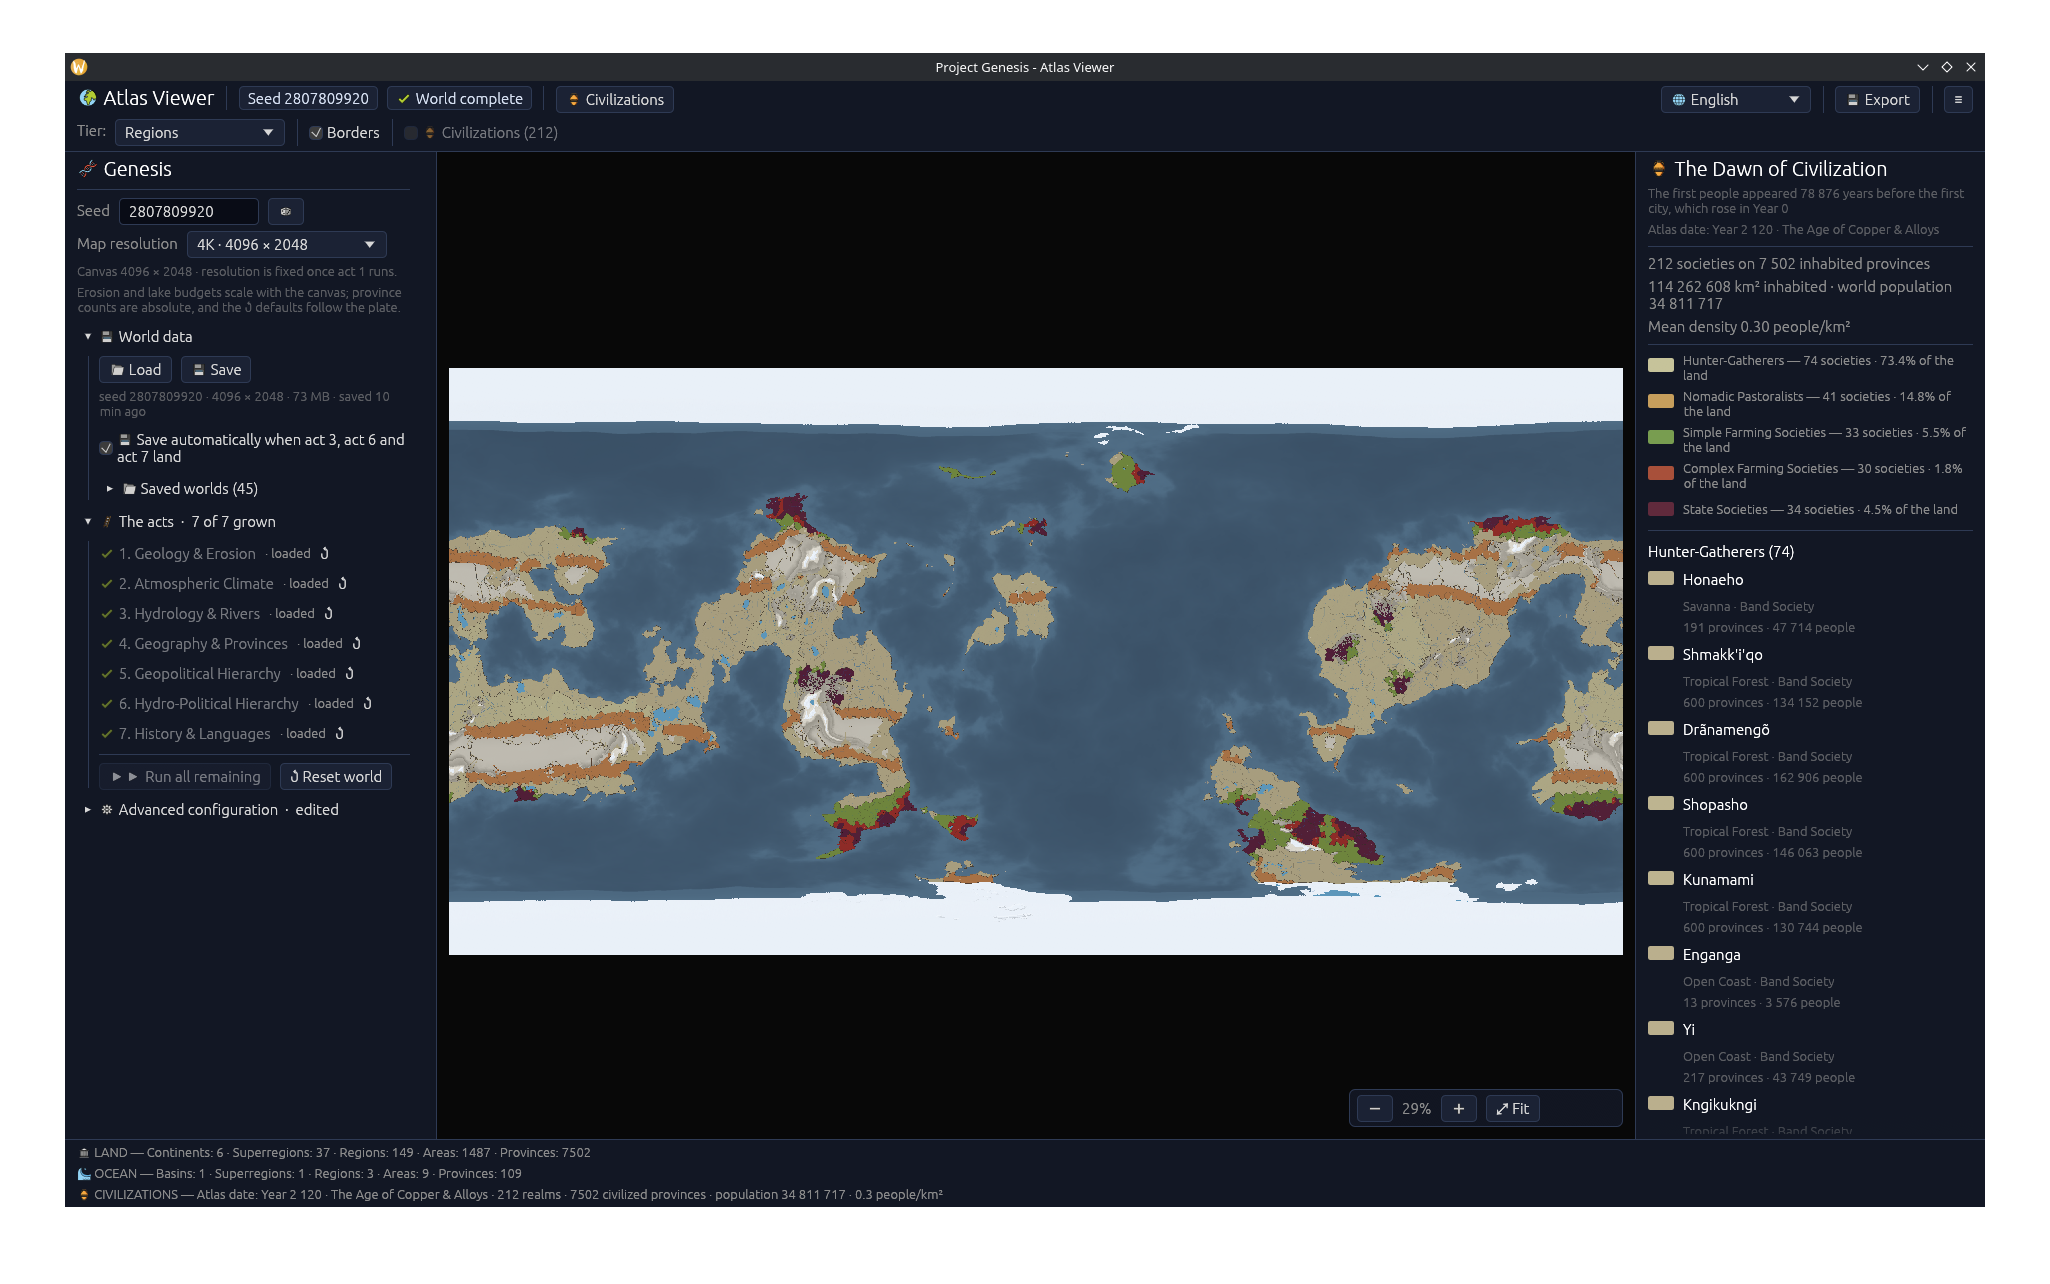 Project Genesis - Atlas Viewer
Atlas Viewer
Seed 2807809920
World complete
Civilizations
English
Export
Tier:
Regions
Borders
Civilizations (212)
Genesis
Seed
2807809920
Map resolution
4K · 4096 × 2048
Canvas 4096 × 2048 · resolution is fixed once act 1 runs.
Erosion and lake budgets scale with the canvas; province
counts are absolute, and the defaults follow the plate.
World data
Load
Save
seed 2807809920 · 4096 × 2048 · 73 MB · saved 10
min ago
Save automatically when act 3, act 6 and
act 7 land
Saved worlds (45)
The acts · 7 of 7 grown
1. Geology & Erosion · loaded
2. Atmospheric Climate · loaded
3. Hydrology & Rivers · loaded
4. Geography & Provinces · loaded
5. Geopolitical Hierarchy · loaded
6. Hydro-Political Hierarchy · loaded
7. History & Languages · loaded
Run all remaining
Reset world
Advanced configuration · edited
29%
Fit
The Dawn of Civilization
The first people appeared 78 876 years before the first
city, which rose in Year 0
Atlas date: Year 2 120 · The Age of Copper & Alloys
212 societies on 7 502 inhabited provinces
114 262 608 km² inhabited · world population
34 811 717
Mean density 0.30 people/km²
Hunter-Gatherers — 74 societies · 73.4% of the
land
Nomadic Pastoralists — 41 societies · 14.8% of
the land
Simple Farming Societies — 33 societies · 5.5% of
the land
Complex Farming Societies — 30 societies · 1.8%
of the land
State Societies — 34 societies · 4.5% of the land
Hunter-Gatherers (74)
Honaeho
Savanna · Band Society
191 provinces · 47 714 people
Shmakk'i'qo
Tropical Forest · Band Society
600 provinces · 134 152 people
Drãnamengõ
Tropical Forest · Band Society
600 provinces · 162 906 people
Shopasho
Tropical Forest · Band Society
600 provinces · 146 063 people
Kunamami
Tropical Forest · Band Society
600 provinces · 130 744 people
Enganga
Open Coast · Band Society
13 provinces · 3 576 people
Yi
Open Coast · Band Society
217 provinces · 43 749 people
Kngikukngi
Tropical Forest · Band Society
LAND — Continents: 6 · Superregions: 37 · Regions: 149 · Areas: 1487 · Provinces: 7502
OCEAN — Basins: 1 · Superregions: 1 · Regions: 3 · Areas: 9 · Provinces: 109
CIVILIZATIONS — Atlas date: Year 2 120 · The Age of Copper & Alloys · 212 realms · 7502 civilized provinces · population 34 811 717 · 0.3 people/km²